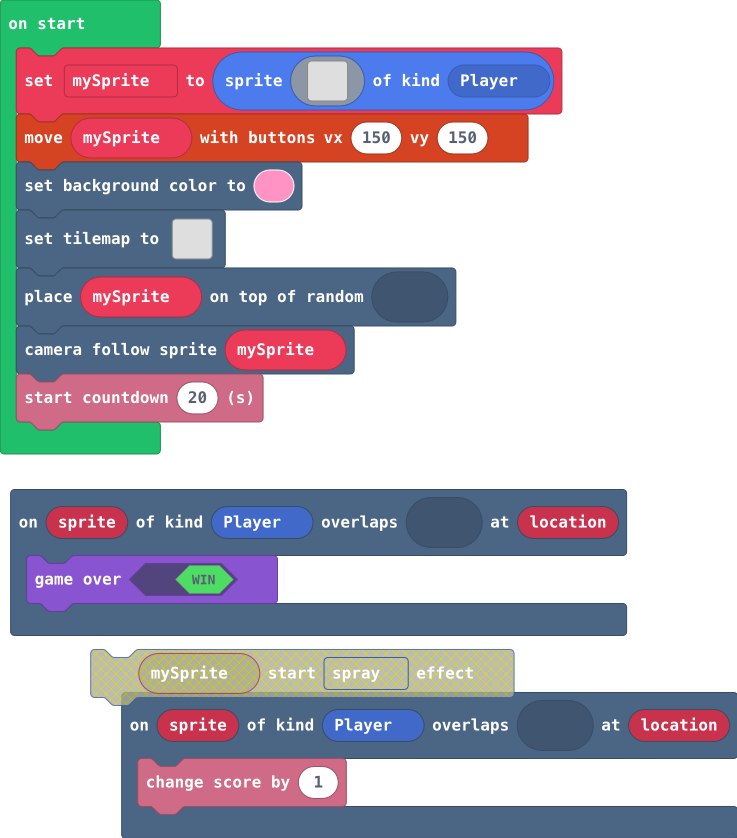 on start
set mySprite to sprite of kind Player
move mySprite with buttons vx 150 vy 150
set background color to
set tilemap to
place mySprite on top of random
camera follow sprite mySprite
start countdown 20 (s)
on sprite of kind Player overlaps at location
game over WIN
mySprite start spray effect
on sprite of kind Player overlaps at location
change score by 1